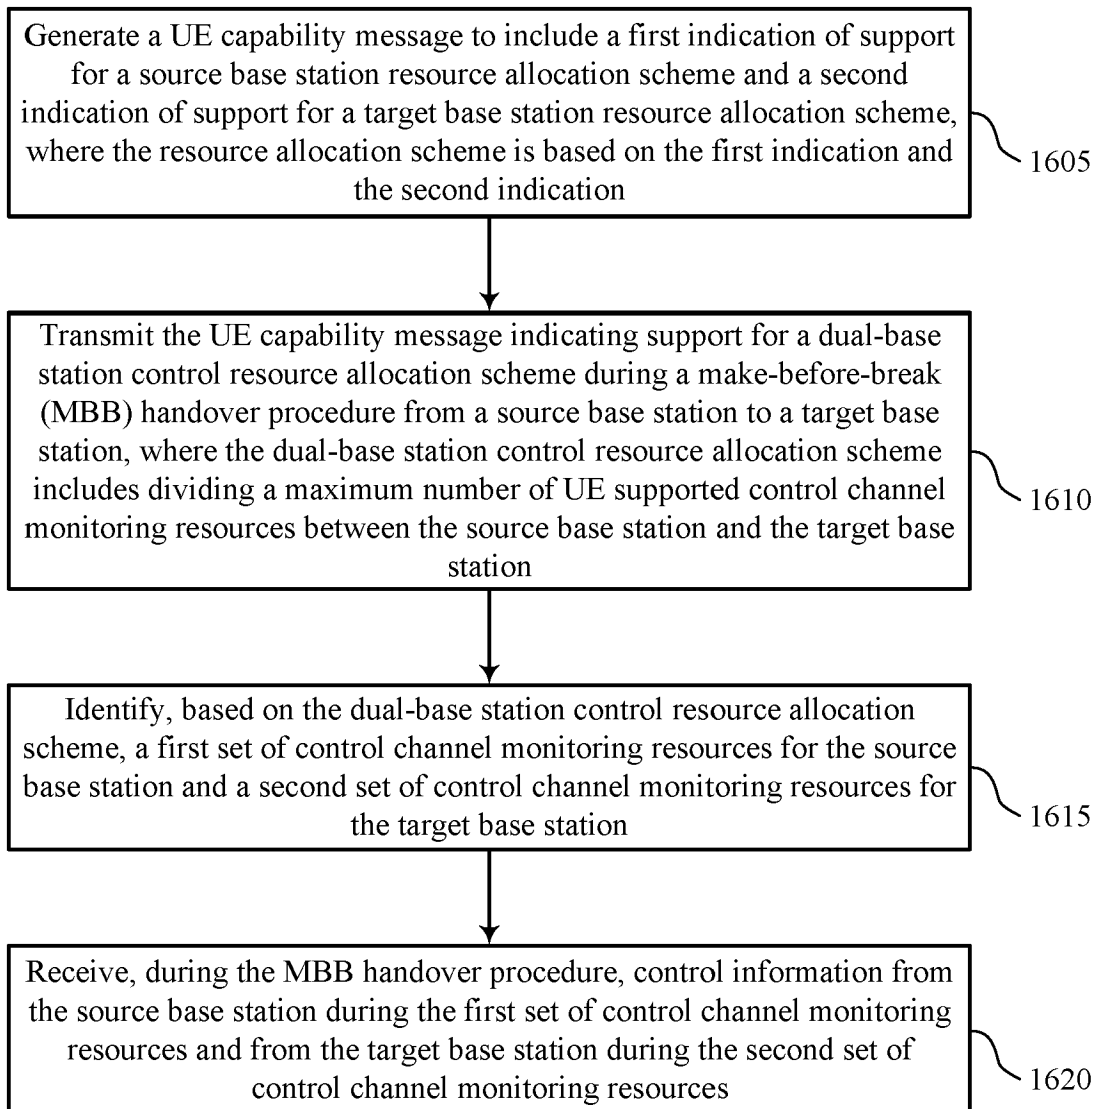 Generate a UE capability message to include a first indication of support
for a source base station resource allocation scheme and a second
indication of support for a target base station resource allocation scheme,
where the resource allocation scheme is based on the first indication and
the second indication
1605
Transmit the UE capability message indicating support for a dual-base
station control resource allocation scheme during a make-before-break
(MBB) handover procedure from a source base station to a target base
station, where the dual-base station control resource allocation scheme
includes dividing a maximum number of UE supported control channel
monitoring resources between the source base station and the target base
station
1610
Identify, based on the dual-base station control resource allocation
scheme, a first set of control channel monitoring resources for the source
base station and a second set of control channel monitoring resources for
the target base station
1615
Receive, during the MBB handover procedure, control information from
the source base station during the first set of control channel monitoring
resources and from the target base station during the second set of
control channel monitoring resources
1620